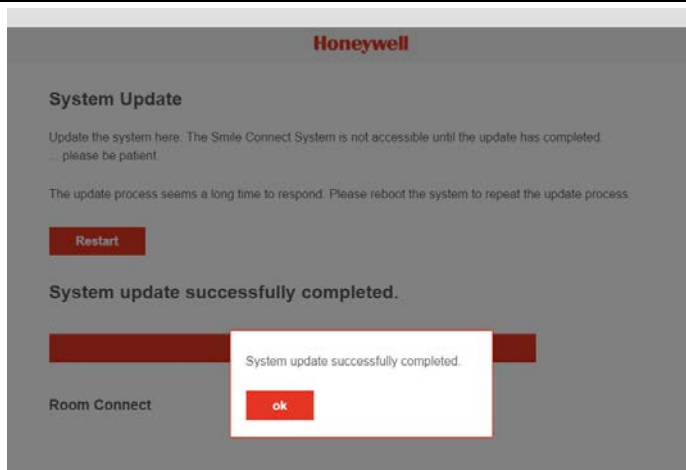 Honeywell
System Update
Update the system here. The Smile Connect System is not accessible until the update has completed.
... please be patient.
The update process seems a long time to respond. Please reboot the system to repeat the update process.
Restart
System update successfully completed.
System update successfully completed.
ok
Room Connect